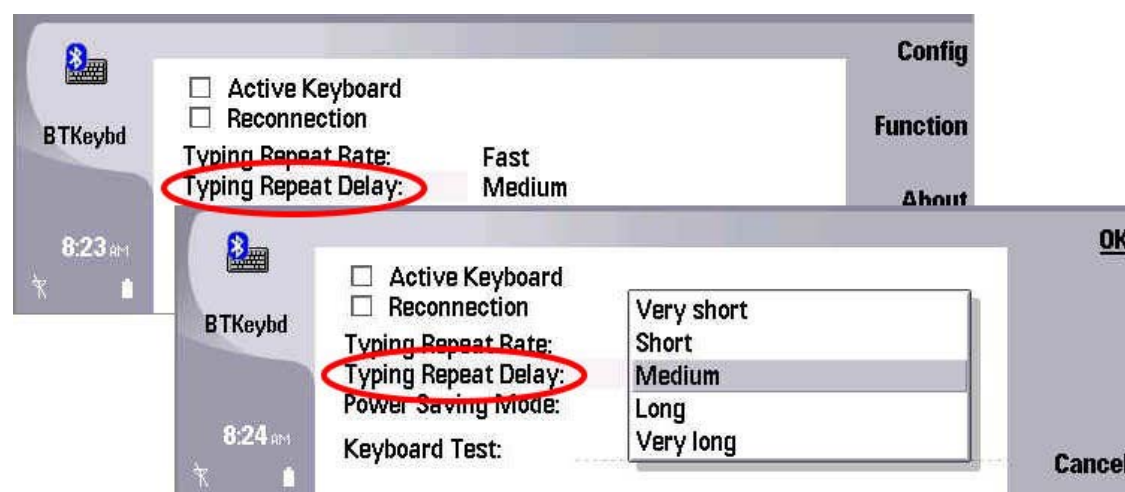 Config
Active Keyboard
Reconnection
BTKeybd
Function
Typing Repeat Rate: Fast
Typing Repeat Delay: Medium
About
8:23 AM
OK
Active Keyboard
Reconnection
BTKeybd
Very short
Typing Repeat Rate: Short
Typing Repeat Delay: Medium
Power Saving Mode: Long
Keyboard Test: Very long
8:24 AM
Cancel